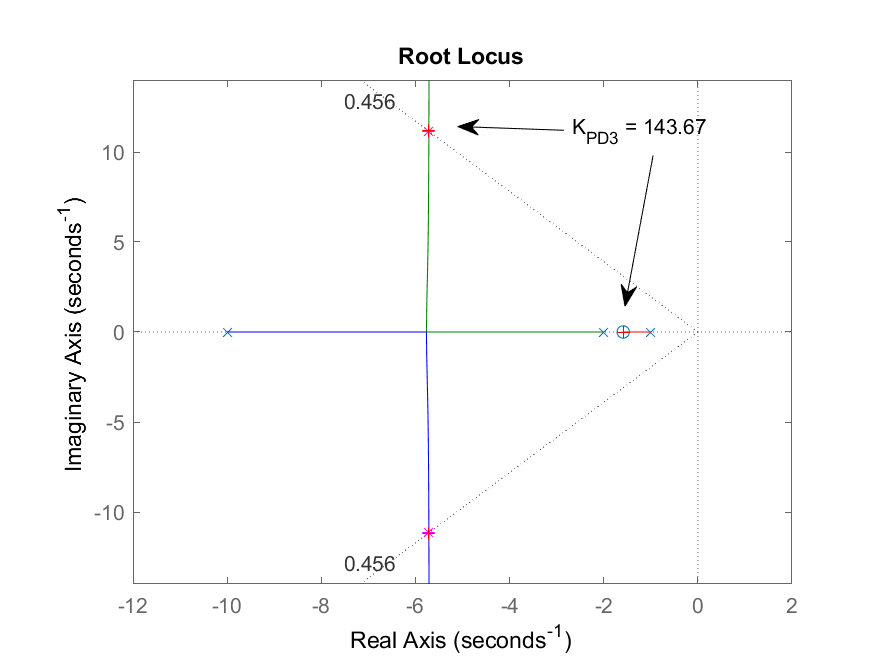 Root Locus
0.456
K_PD3 = 143.67
10
5
0
-5
-10
0.456
-12 -10 -8 -6 -4 -2 0 2
Real Axis (seconds^-1)
Imaginary Axis (seconds^-1)